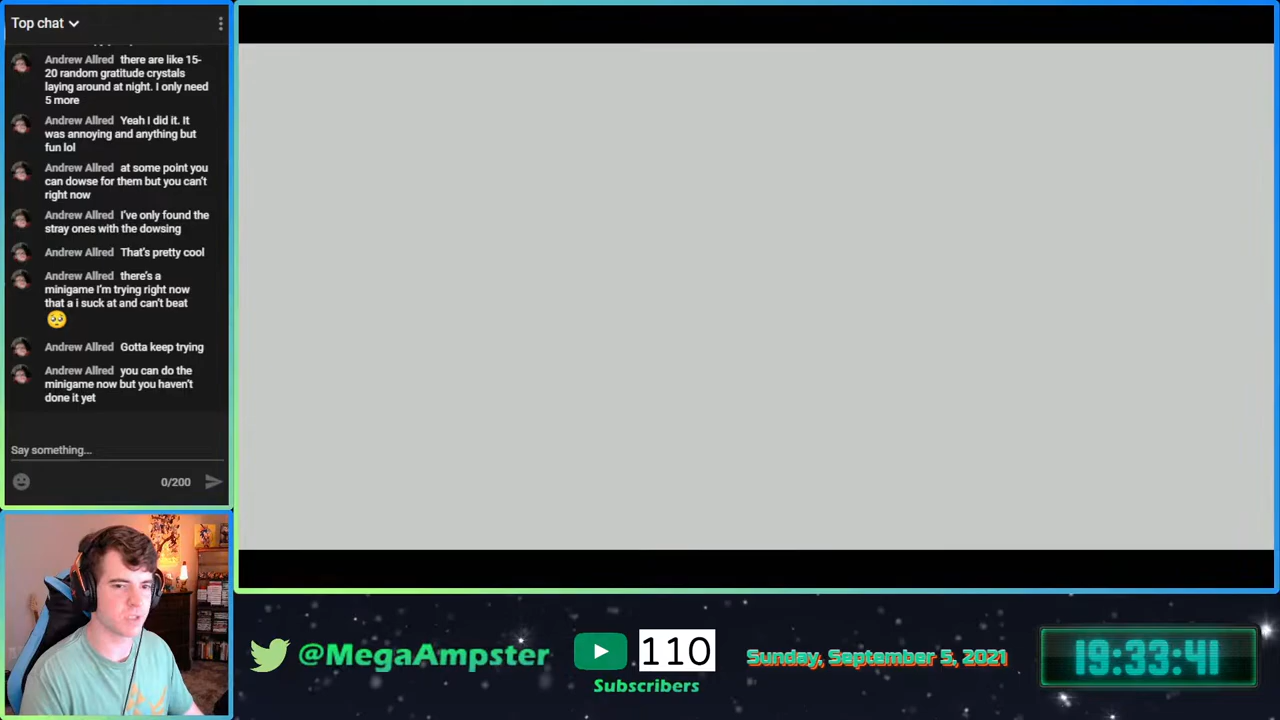 Top chat
Andrew Allred there are like 15-
20 random gratitude crystals
laying around at night. I only need
5 more
Andrew Allred Yeah I did it. It
was annoying and anything but
fun lol
Andrew Allred at some point you
can dowse for them but you can't
right now
Andrew Allred I've only found the
stray ones with the dowsing
Andrew Allred That's pretty cool
Andrew Allred there's a
minigame I'm trying right now
that a i suck at and can't beat
🥺
Andrew Allred Gotta keep trying
Andrew Allred you can do the
minigame now but you haven't
done it yet
Say something...
0/200
@MegaAmpster
110
Subscribers
Sunday, September 5, 2021
19:33:41